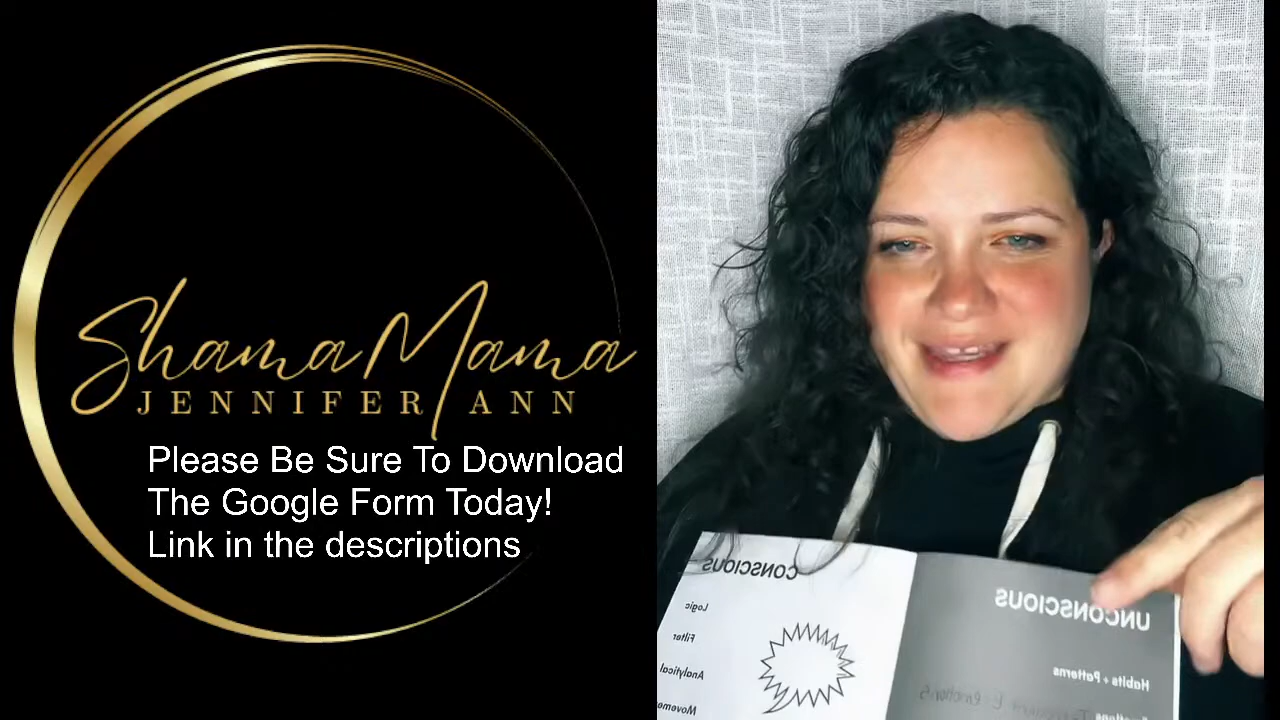 ShamaMama
JENNIFER ANN
Please Be Sure To Download
The Google Form Today!
Link in the descriptions
CONSCIOUS
Logic
Filter
Analytical
UNCONSCIOUS
Habits + Patterns